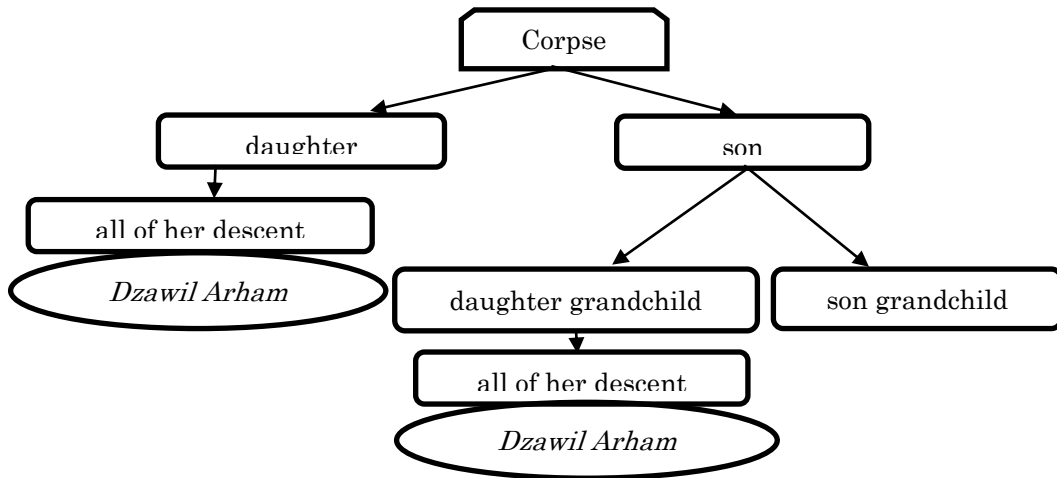 Corpse
daughter
son
all of her descent
Dzawil Arham
daughter grandchild
son grandchild
all of her descent
Dzawil Arham